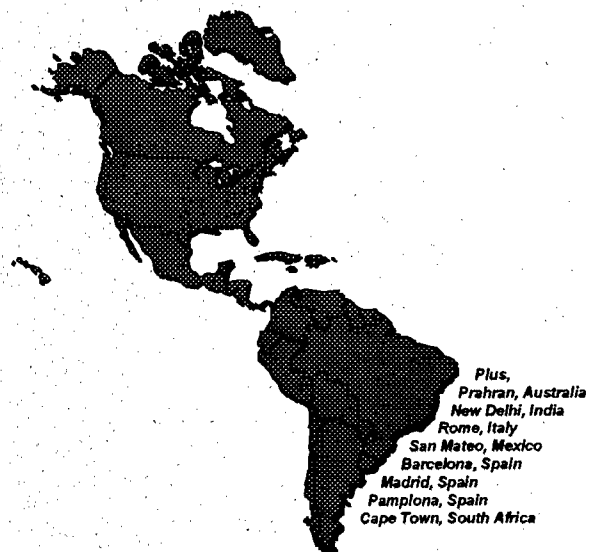 Plus,
Prahran, Australia
New Delhi, India
Rome, Italy
San Mateo, Mexico
Barcelona, Spain
Madrid, Spain
Pamplona, Spain
Cape Town, South Africa